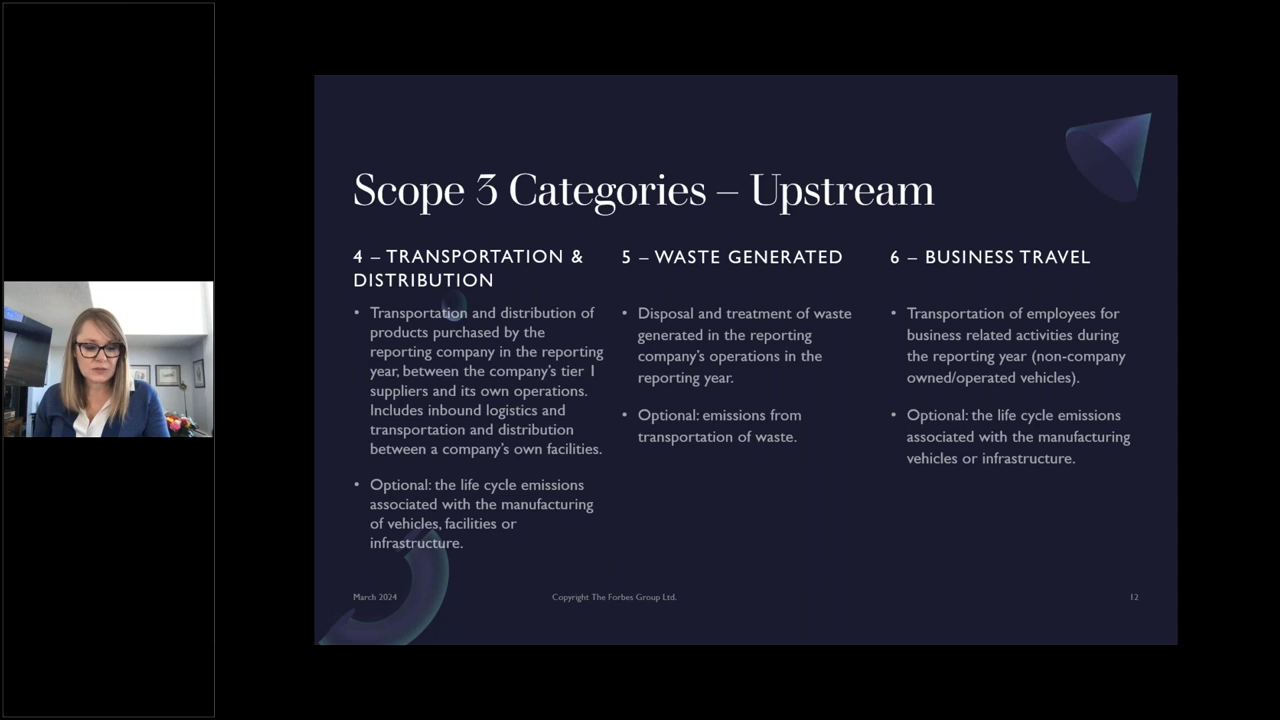 Scope 3 Categories – Upstream
4 – TRANSPORTATION &
DISTRIBUTION
• Transportation and distribution of
products purchased by the
reporting company in the reporting
year, between the company's tier 1
suppliers and its own operations.
Includes inbound logistics and
transportation and distribution
between a company's own facilities.
• Optional: the life cycle emissions
associated with the manufacturing
of vehicles, facilities or
infrastructure.
5 – WASTE GENERATED
• Disposal and treatment of waste
generated in the reporting
company's operations in the
reporting year.
• Optional: emissions from
transportation of waste.
6 – BUSINESS TRAVEL
• Transportation of employees for
business related activities during
the reporting year (non-company
owned/operated vehicles).
• Optional: the life cycle emissions
associated with the manufacturing
vehicles or infrastructure.
March 2024
Copyright The Forbes Group Ltd.
12